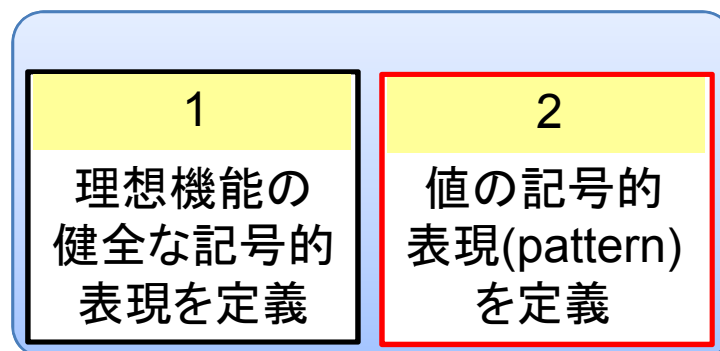 1
理想機能の
健全な記号的
表現を定義
2
値の記号的
表現(pattern)
を定義